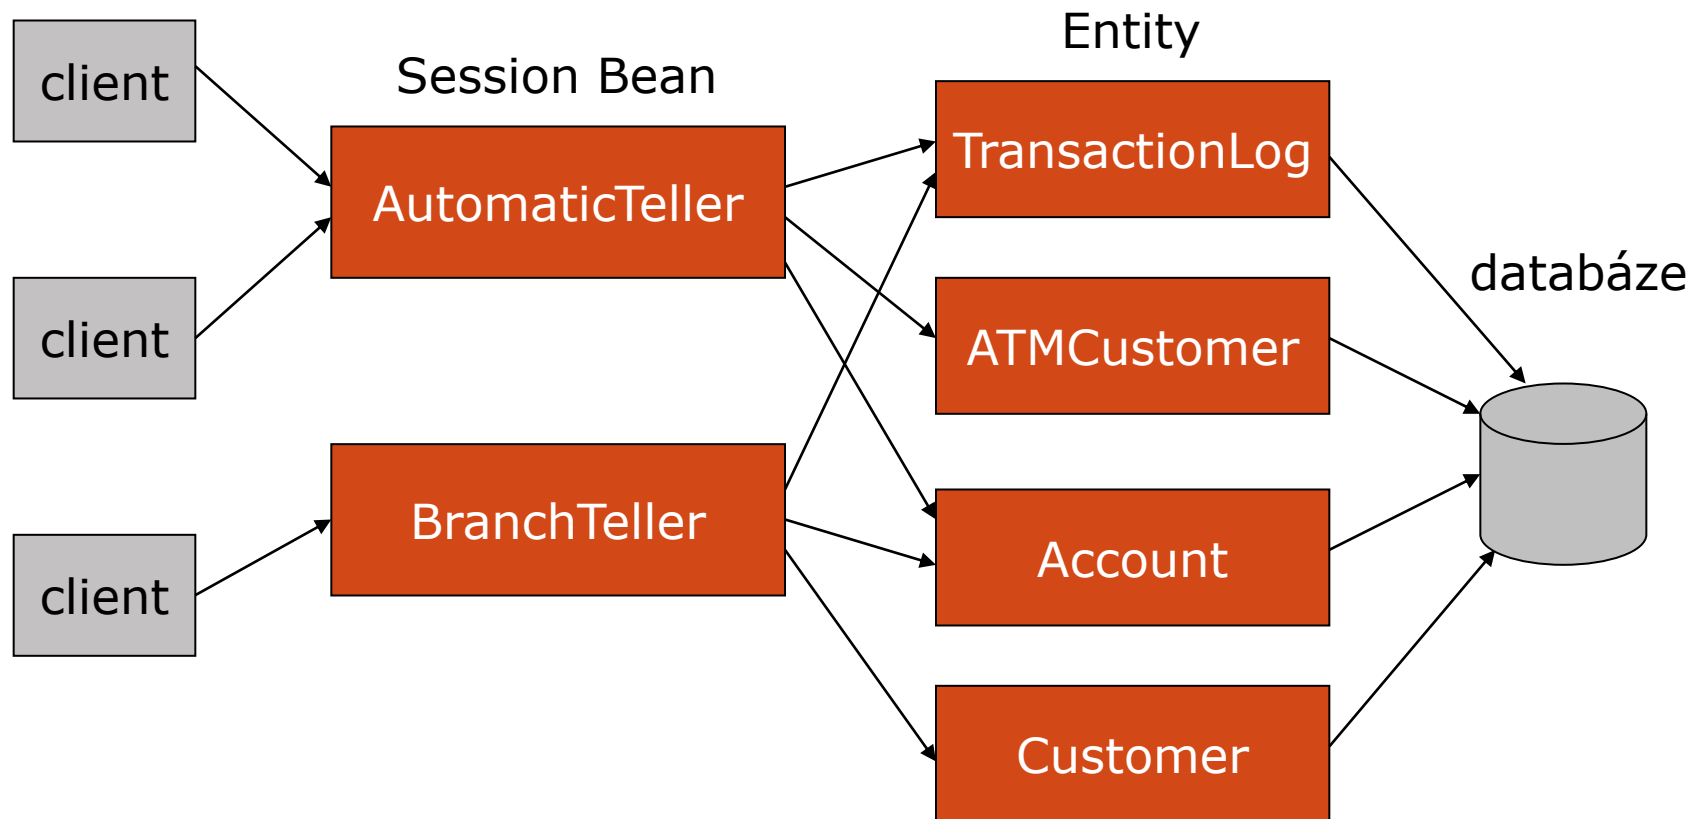 Entity
Session Bean
client
TransactionLog
AutomaticTeller
databáze
client
ATMCustomer
BranchTeller
Account
client
Customer